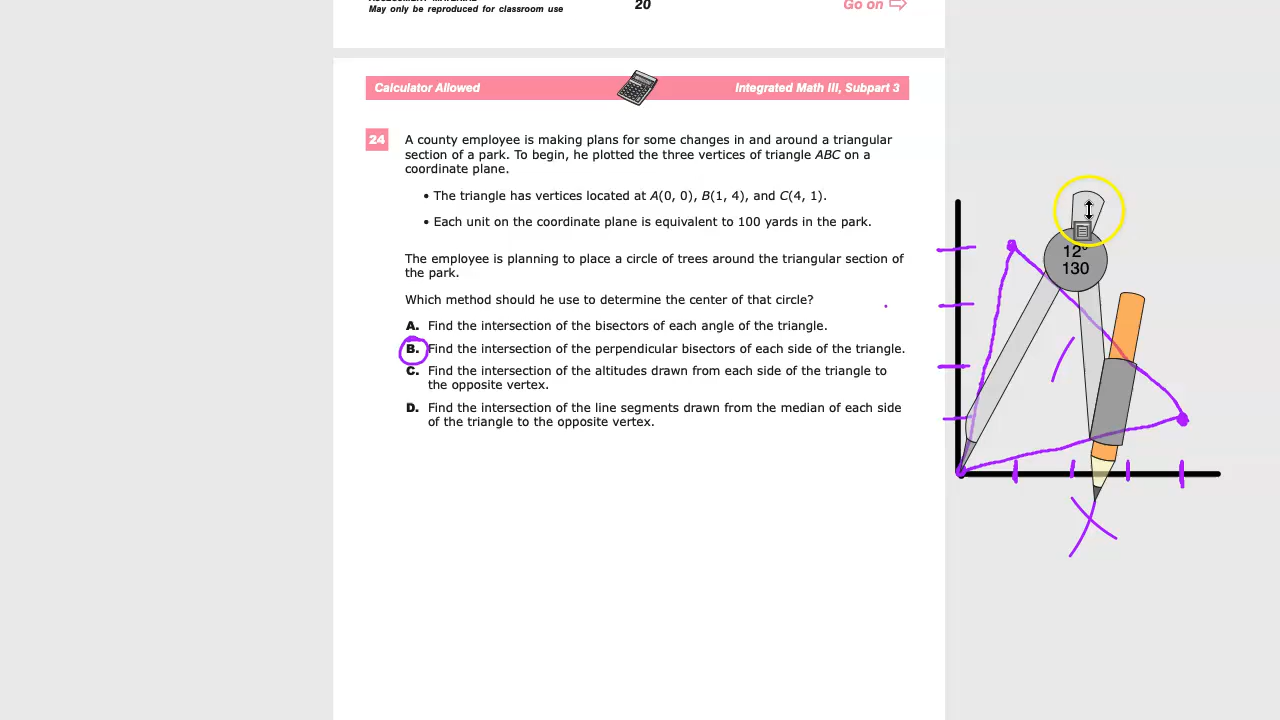 May only be reproduced for classroom use
20
Go on
Calculator Allowed
Integrated Math III, Subpart 3
24
A county employee is making plans for some changes in and around a triangular
section of a park. To begin, he plotted the three vertices of triangle ABC on a
coordinate plane.
• The triangle has vertices located at A(0, 0), B(1, 4), and C(4, 1).
• Each unit on the coordinate plane is equivalent to 100 yards in the park.
The employee is planning to place a circle of trees around the triangular section of
the park.
Which method should he use to determine the center of that circle?
A. Find the intersection of the bisectors of each angle of the triangle.
B. Find the intersection of the perpendicular bisectors of each side of the triangle.
C. Find the intersection of the altitudes drawn from each side of the triangle to
the opposite vertex.
D. Find the intersection of the line segments drawn from the median of each side
of the triangle to the opposite vertex.
12°
130